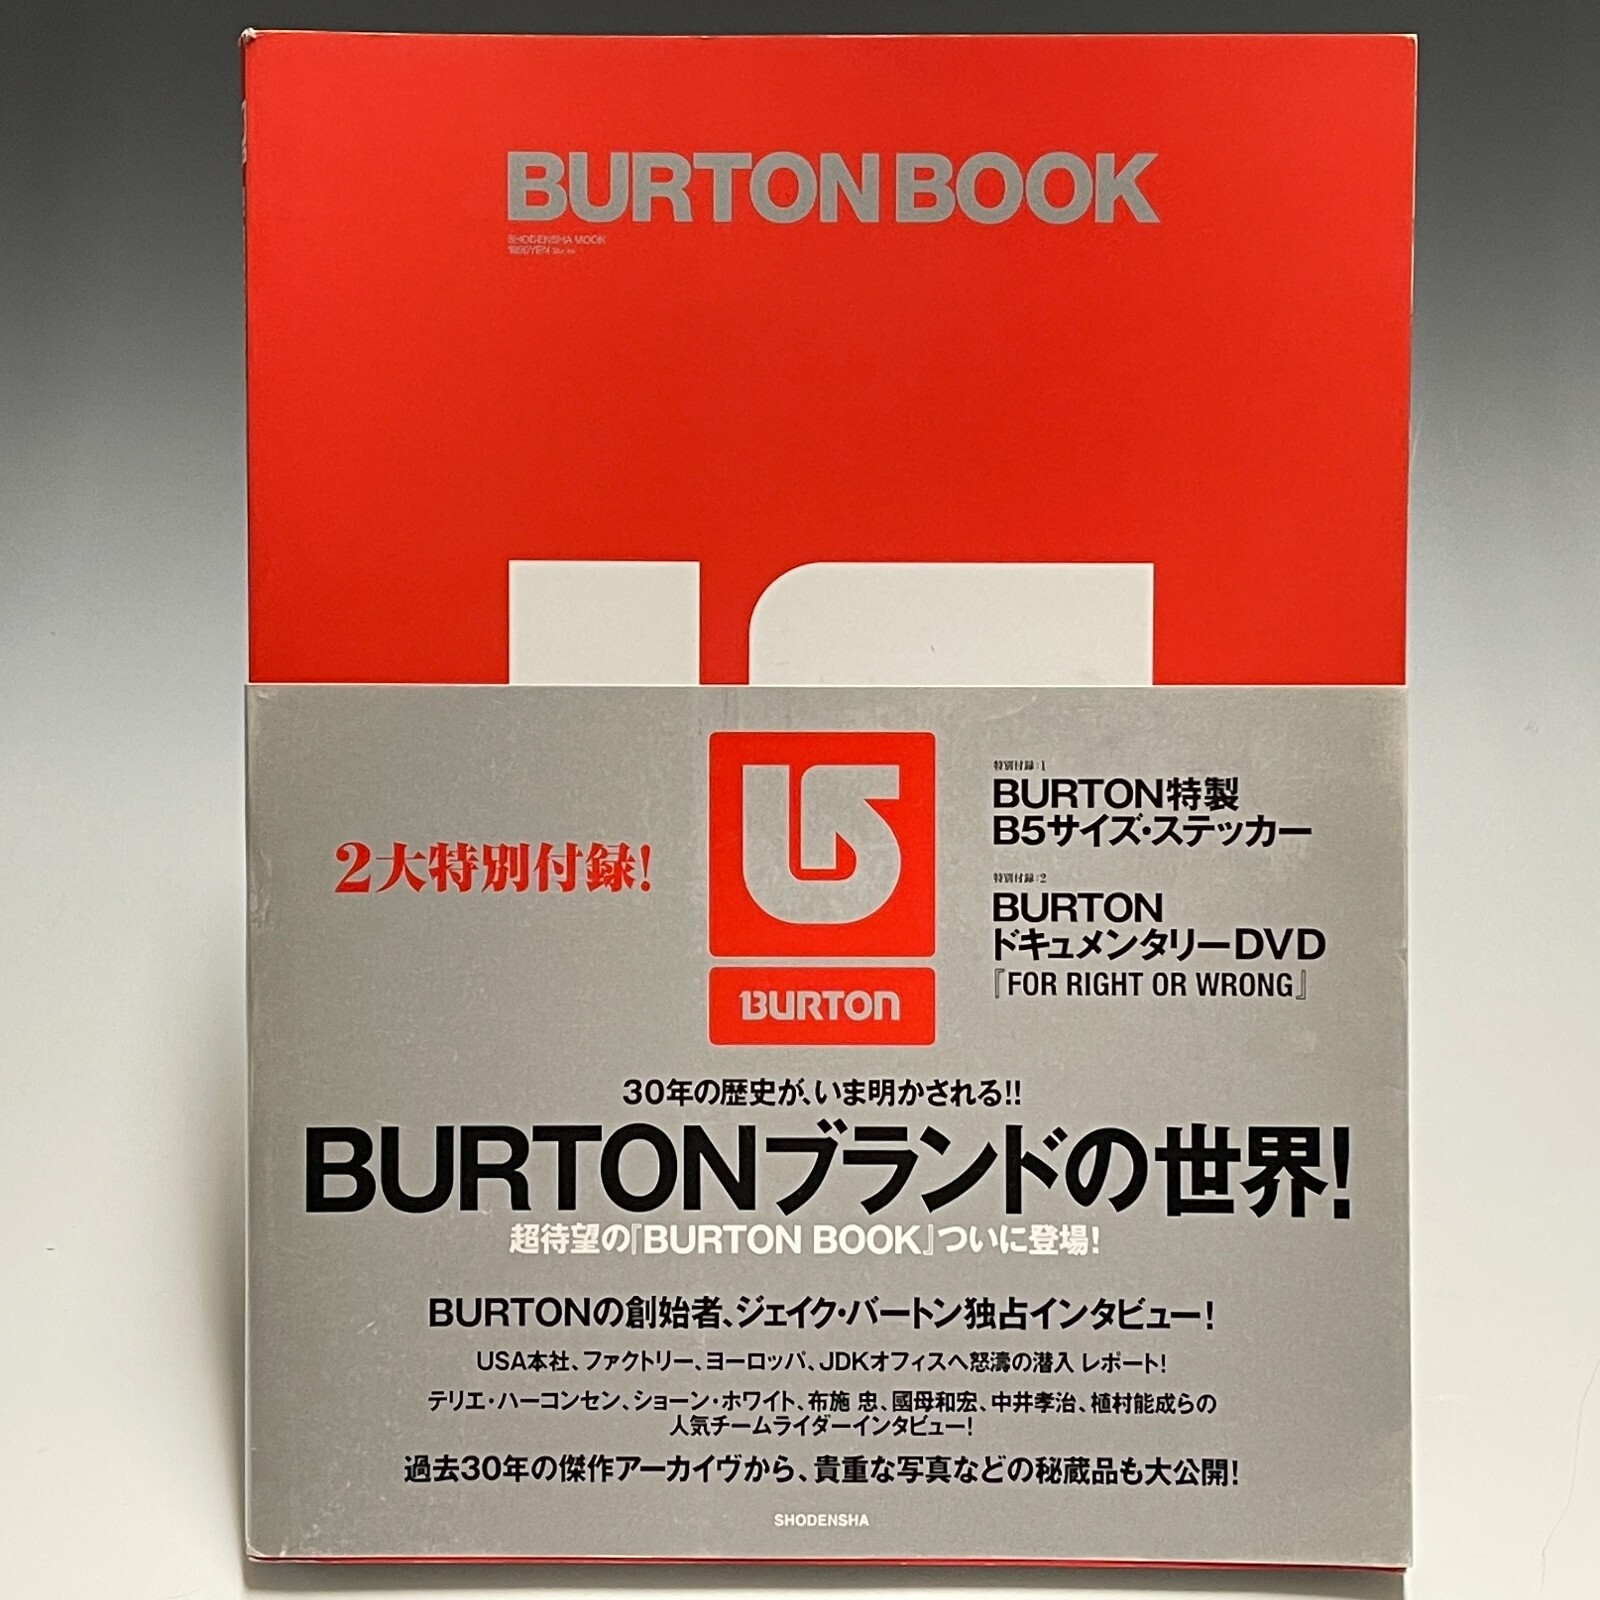 BURTON BOOK
SHODENSHA MOOK
2大特別付録!
BURTON
特別付録:1
BURTON特製
B5サイズ・ステッカー
特別付録:2
BURTON
ドキュメンタリーDVD
『FOR RIGHT OR WRONG』
30年の歴史が、いま明かされる!!
BURTONブランドの世界!
超待望の『BURTON BOOK』ついに登場!
BURTONの創始者、ジェイク・バートン独占インタビュー!
USA本社、ファクトリー、ヨーロッパ、JDKオフィスへ怒濤の潜入 レポート!
テリエ・ハーコンセン、ショーン・ホワイト、布施 忠、國母和宏、中井孝治、植村能成らの
人気チームライダーインタビュー!
過去30年の傑作アーカイヴから、貴重な写真などの秘蔵品も大公開!
SHODENSHA